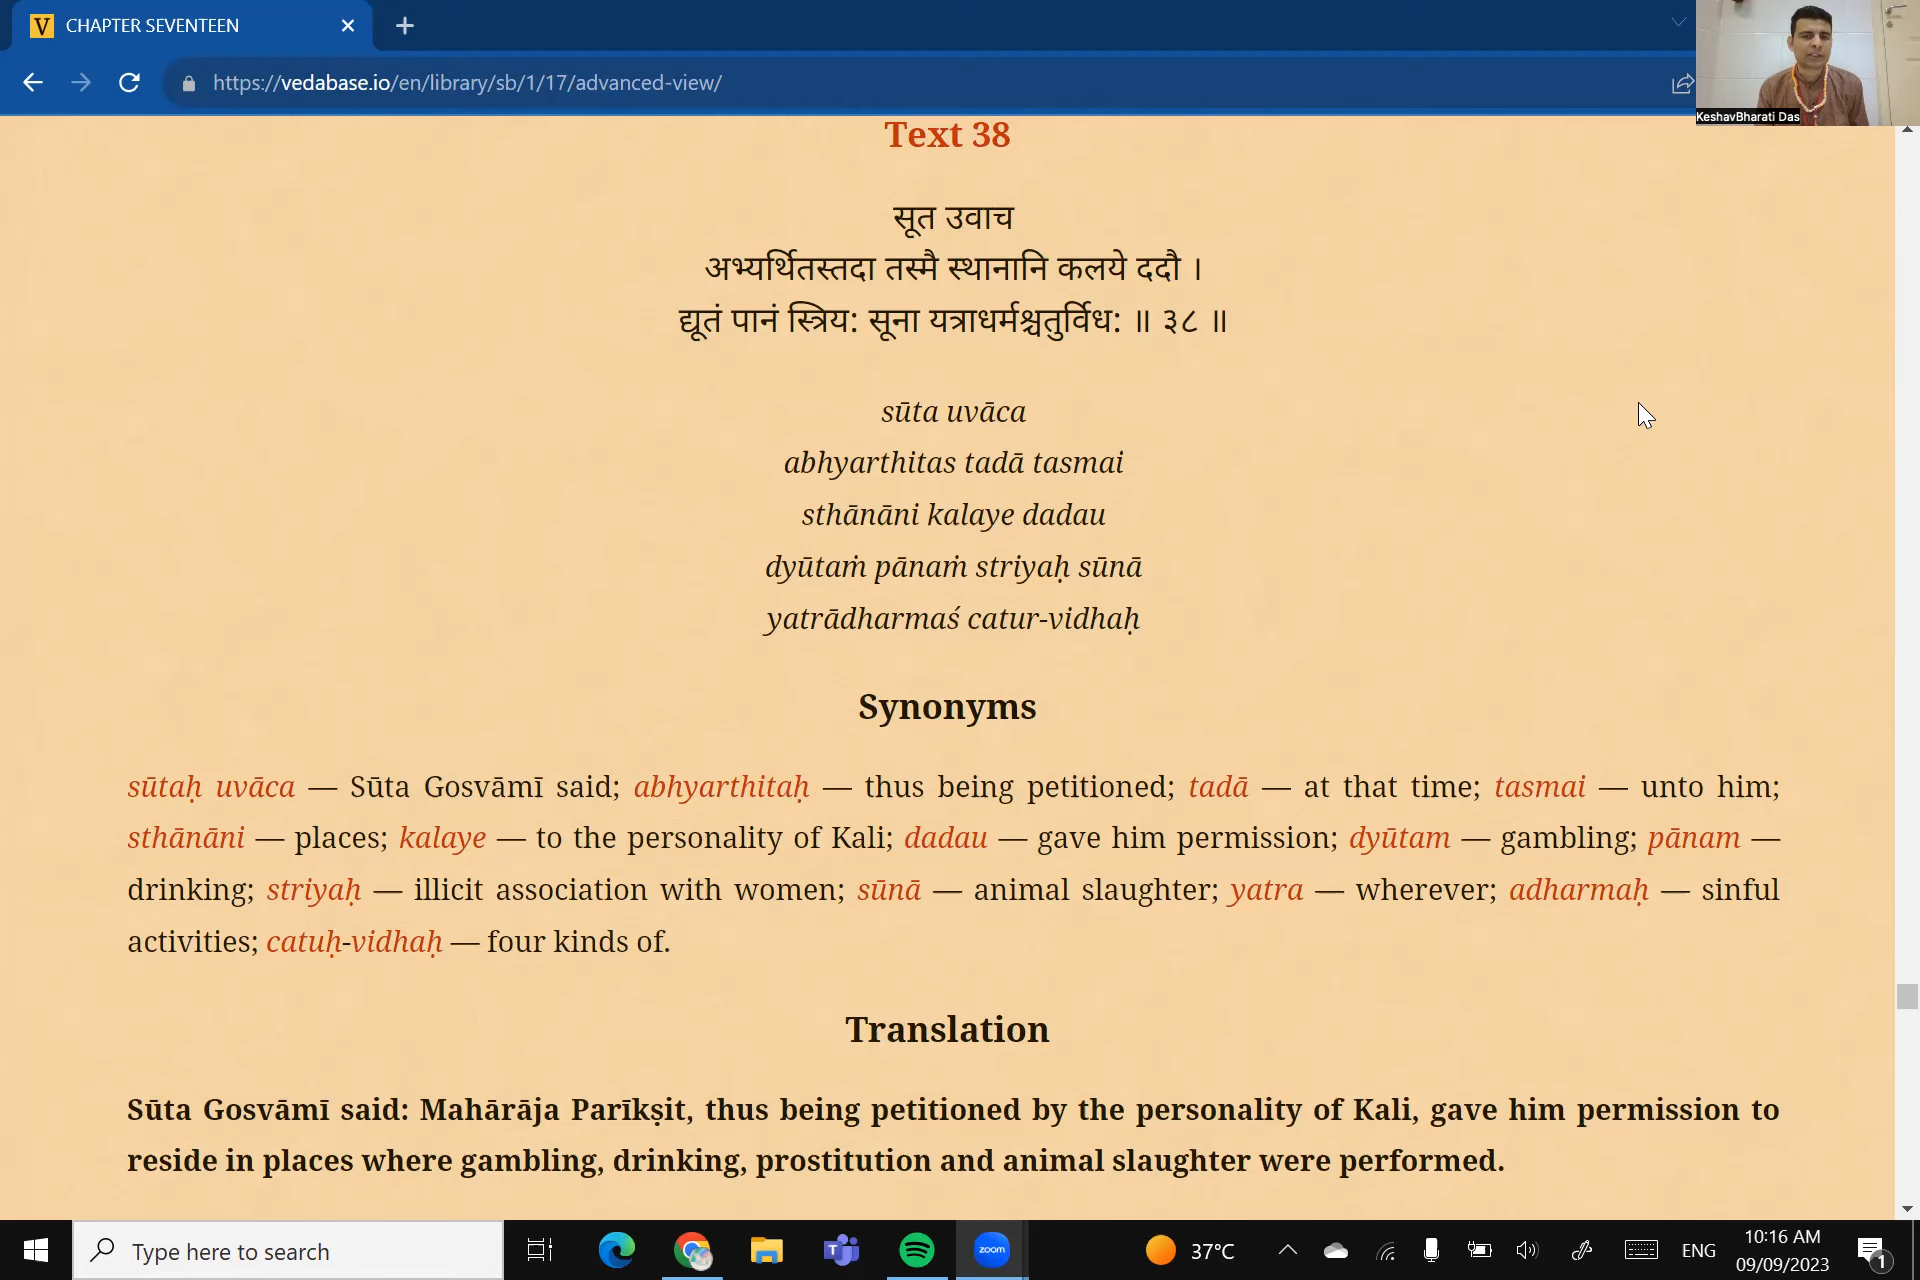 CHAPTER SEVENTEEN
https://vedabase.io/en/library/sb/1/17/advanced-view/
KeshavBharati Das
Text 38
सूत उवाच
अभ्यर्थितस्तदा तस्मै स्थानानि कलये ददौ ।
द्यूतं पानं स्त्रिय: सूना यत्राधर्मश्चतुर्विध: ॥ ३८ ॥
sūta uvāca
abhyarthitas tadā tasmai
sthānāni kalaye dadau
dyūtaṁ pānaṁ striyaḥ sūnā
yatrādharmaś catur-vidhaḥ
Synonyms
sūtaḥ uvāca — Sūta Gosvāmī said; abhyarthitaḥ — thus being petitioned; tadā — at that time; tasmai — unto him;
sthānāni — places; kalaye — to the personality of Kali; dadau — gave him permission; dyūtam — gambling; pānam —
drinking; striyaḥ — illicit association with women; sūnā — animal slaughter; yatra — wherever; adharmaḥ — sinful
activities; catuḥ-vidhaḥ — four kinds of.
Translation
Sūta Gosvāmī said: Mahārāja Parīkṣit, thus being petitioned by the personality of Kali, gave him permission to
reside in places where gambling, drinking, prostitution and animal slaughter were performed.
Type here to search
zoom
37°C
ENG
10:16 AM
09/09/2023
1